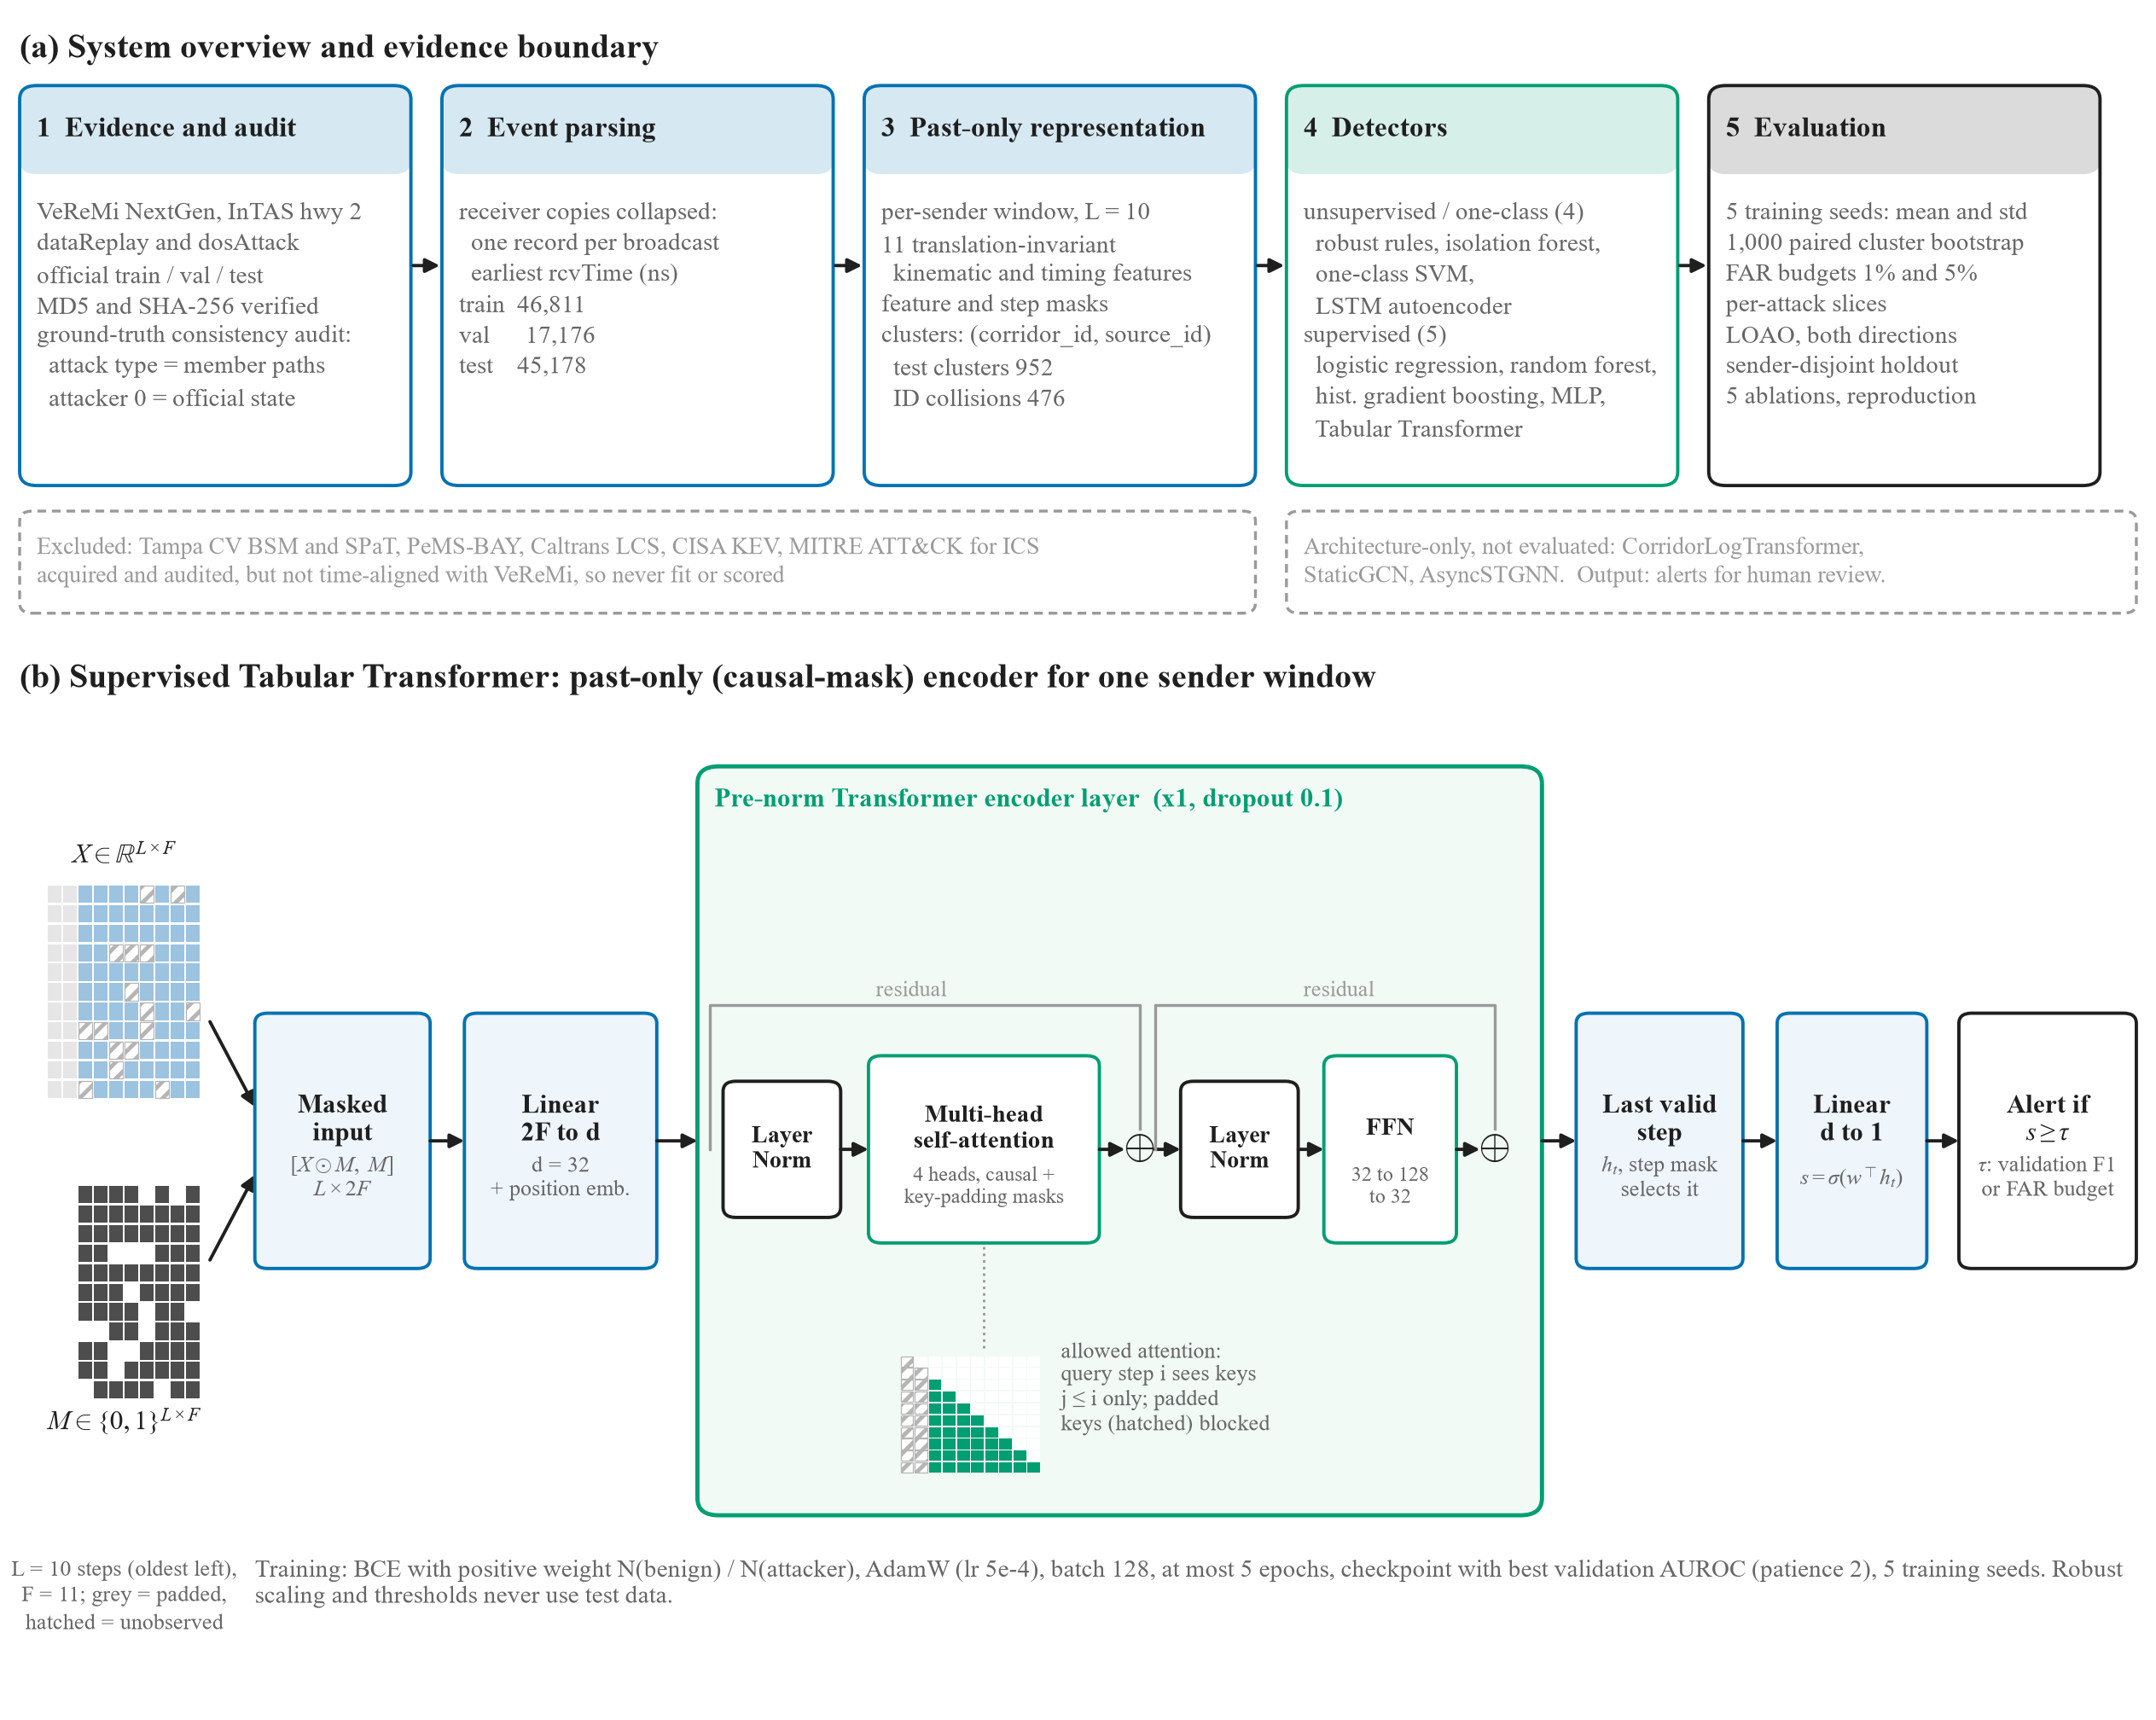 (a) System overview and evidence boundary
1 Evidence and audit
VeReMi NextGen, InTAS hwy 2
dataReplay and dosAttack
official train / val / test
MD5 and SHA-256 verified
ground-truth consistency audit:
attack type = member paths
attacker 0 = official state
2 Event parsing
receiver copies collapsed:
one record per broadcast
earliest rcvTime (ns)
train 46,811
val 17,176
test 45,178
3 Past-only representation
per-sender window, L = 10
11 translation-invariant
kinematic and timing features
feature and step masks
clusters: (corridor_id, source_id)
test clusters 952
ID collisions 476
4 Detectors
unsupervised / one-class (4)
robust rules, isolation forest,
one-class SVM,
LSTM autoencoder
supervised (5)
logistic regression, random forest,
hist. gradient boosting, MLP,
Tabular Transformer
5 Evaluation
5 training seeds: mean and std
1,000 paired cluster bootstrap
FAR budgets 1% and 5%
per-attack slices
LOAO, both directions
sender-disjoint holdout
5 ablations, reproduction
Excluded: Tampa CV BSM and SPaT, PeMS-BAY, Caltrans LCS, CISA KEV, MITRE ATT&CK for ICS
acquired and audited, but not time-aligned with VeReMi, so never fit or scored
Architecture-only, not evaluated: CorridorLogTransformer,
StaticGCN, AsyncSTGNN. Output: alerts for human review.
(b) Supervised Tabular Transformer: past-only (causal-mask) encoder for one sender window
X ∈ ℝ^{L×F}
M ∈ {0, 1}^{L×F}
L = 10 steps (oldest left),
F = 11; grey = padded,
hatched = unobserved
Masked
input
[X⊙M, M]
L×2F
Linear
2F to d
d = 32
+ position emb.
Pre-norm Transformer encoder layer (x1, dropout 0.1)
residual
residual
Layer
Norm
Multi-head
self-attention
4 heads, causal +
key-padding masks
Layer
Norm
FFN
32 to 128
to 32
allowed attention:
query step i sees keys
j ≤ i only; padded
keys (hatched) blocked
Last valid
step
h_t, step mask
selects it
Linear
d to 1
s = σ(w^⊤h_t)
Alert if
s ≥ τ
τ: validation F1
or FAR budget
Training: BCE with positive weight N(benign) / N(attacker), AdamW (lr 5e-4), batch 128, at most 5 epochs, checkpoint with best validation AUROC (patience 2), 5 training seeds. Robust
scaling and thresholds never use test data.